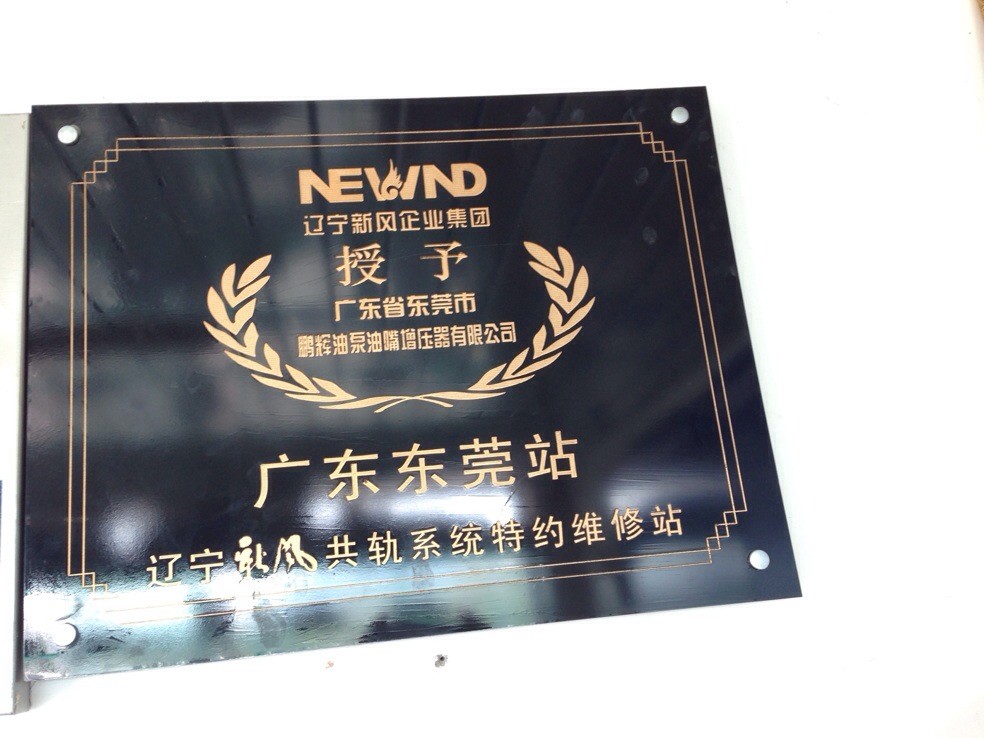 NEWND
辽宁新风企业集团
授予
广东省东莞市
鹏辉油泵油嘴增压器有限公司
广东东莞站
辽宁新风共轨系统特约维修站